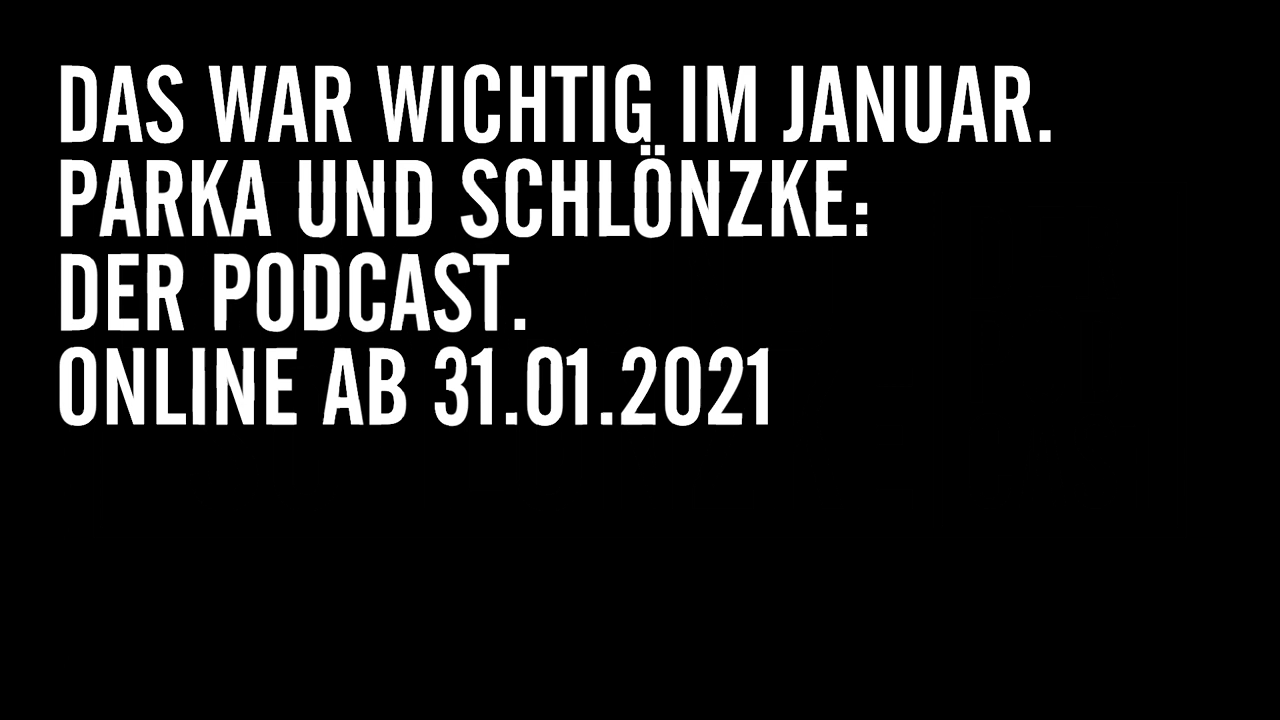 DAS WAR WICHTIG IM JANUAR.
PARKA UND SCHLÖNZKE:
DER PODCAST.
ONLINE AB 31.01.2021